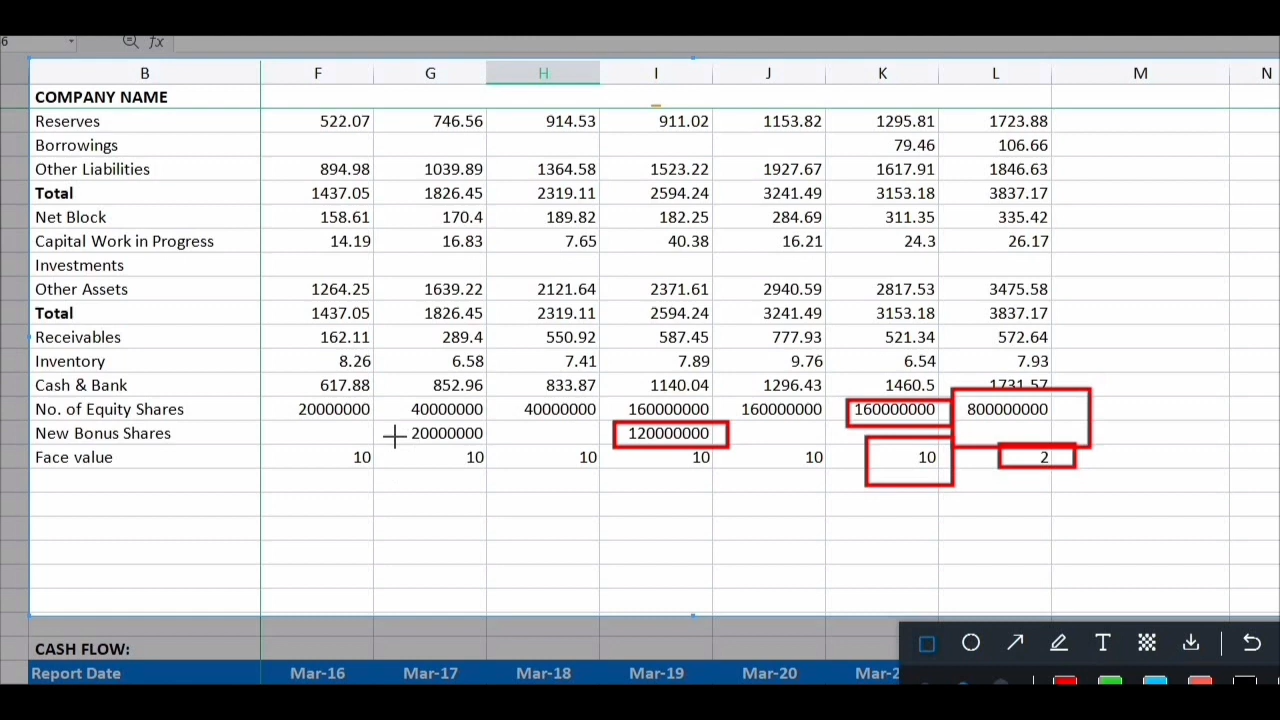 6 fx
B F G H I J K L M N
COMPANY NAME
Reserves 522.07 746.56 914.53 911.02 1153.82 1295.81 1723.88
Borrowings 79.46 106.66
Other Liabilities 894.98 1039.89 1364.58 1523.22 1927.67 1617.91 1846.63
Total 1437.05 1826.45 2319.11 2594.24 3241.49 3153.18 3837.17
Net Block 158.61 170.4 189.82 182.25 284.69 311.35 335.42
Capital Work in Progress 14.19 16.83 7.65 40.38 16.21 24.3 26.17
Investments
Other Assets 1264.25 1639.22 2121.64 2371.61 2940.59 2817.53 3475.58
Total 1437.05 1826.45 2319.11 2594.24 3241.49 3153.18 3837.17
Receivables 162.11 289.4 550.92 587.45 777.93 521.34 572.64
Inventory 8.26 6.58 7.41 7.89 9.76 6.54 7.93
Cash & Bank 617.88 852.96 833.87 1140.04 1296.43 1460.5 1731.57
No. of Equity Shares 20000000 40000000 40000000 160000000 160000000 160000000 800000000
New Bonus Shares 20000000 120000000
Face value 10 10 10 10 10 10 2
CASH FLOW:
Report Date Mar-16 Mar-17 Mar-18 Mar-19 Mar-20 Mar-2
T